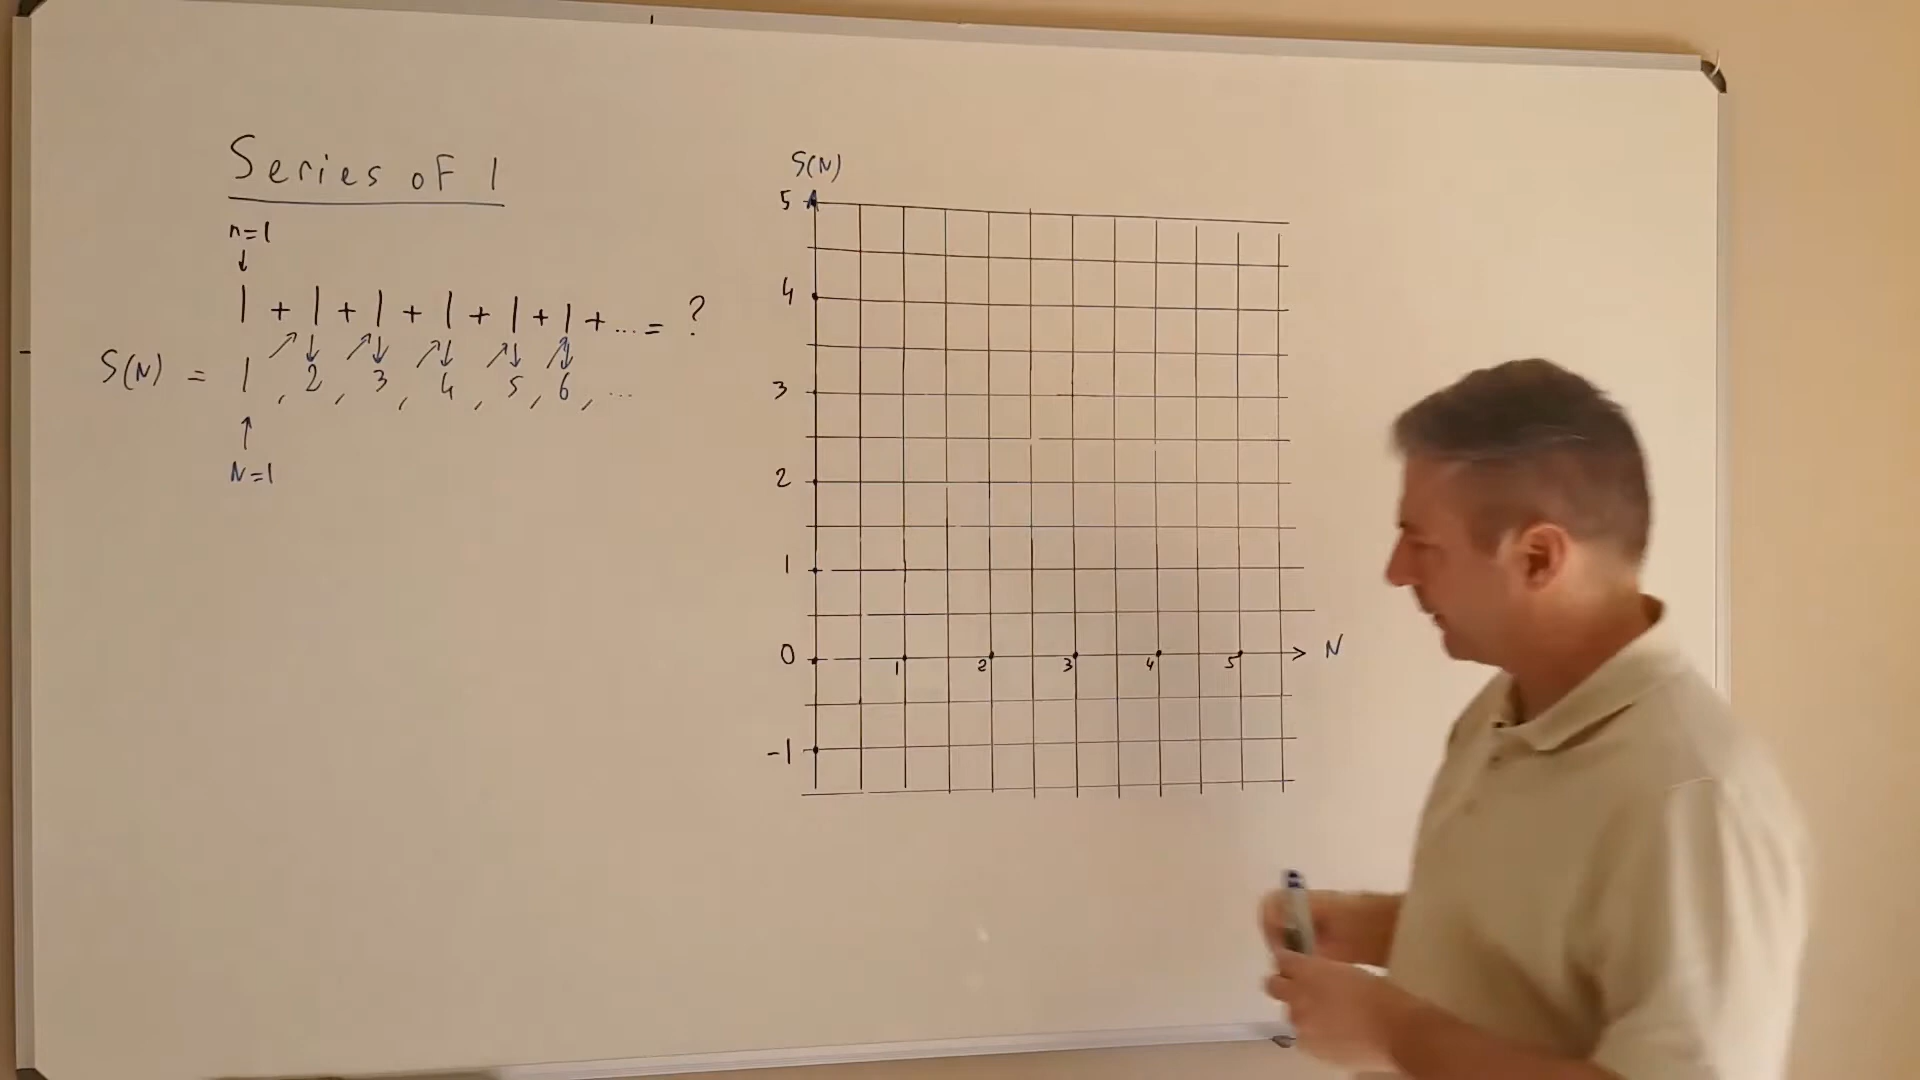 Series of 1
n=1
↓
1 + 1 + 1 + 1 + 1 + 1 + ... = ?
↗↓ ↗↓ ↗↓ ↗↓ ↗↓
S(N) = 1 , 2 , 3 , 4 , 5 , 6 , ...
↑
N=1
S(N)
5
4
3
2
1
0 1 2 3 4 5 N
-1